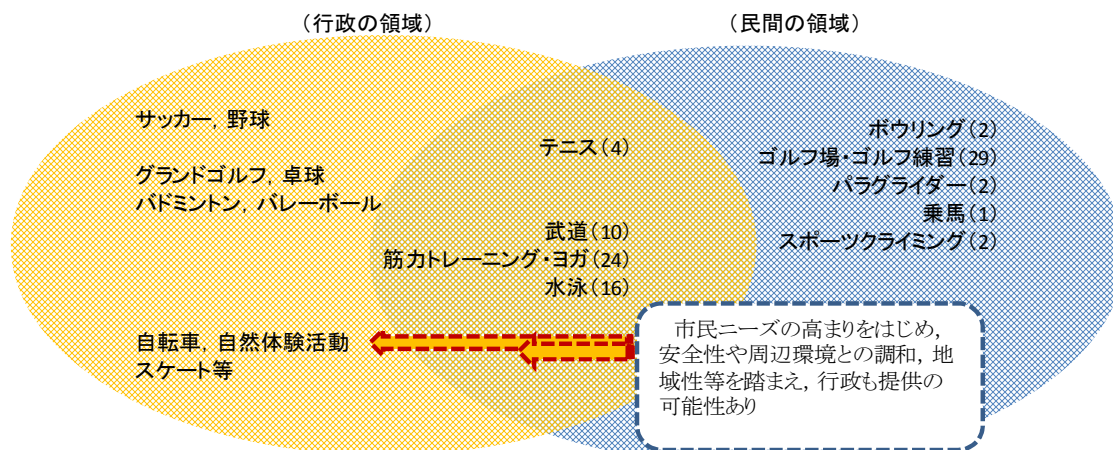 （行政の領域）
（民間の領域）
サッカー，野球
グランドゴルフ，卓球
バドミントン，バレーボール
自転車，自然体験活動
スケート等
テニス（4）
武道（10）
筋力トレーニング・ヨガ（24）
水泳（16）
ボウリング（2）
ゴルフ場・ゴルフ練習（29）
パラグライダー（2）
乗馬（1）
スポーツクライミング（2）
市民ニーズの高まりをはじめ，
安全性や周辺環境との調和，地
域性等を踏まえ，行政も提供の
可能性あり